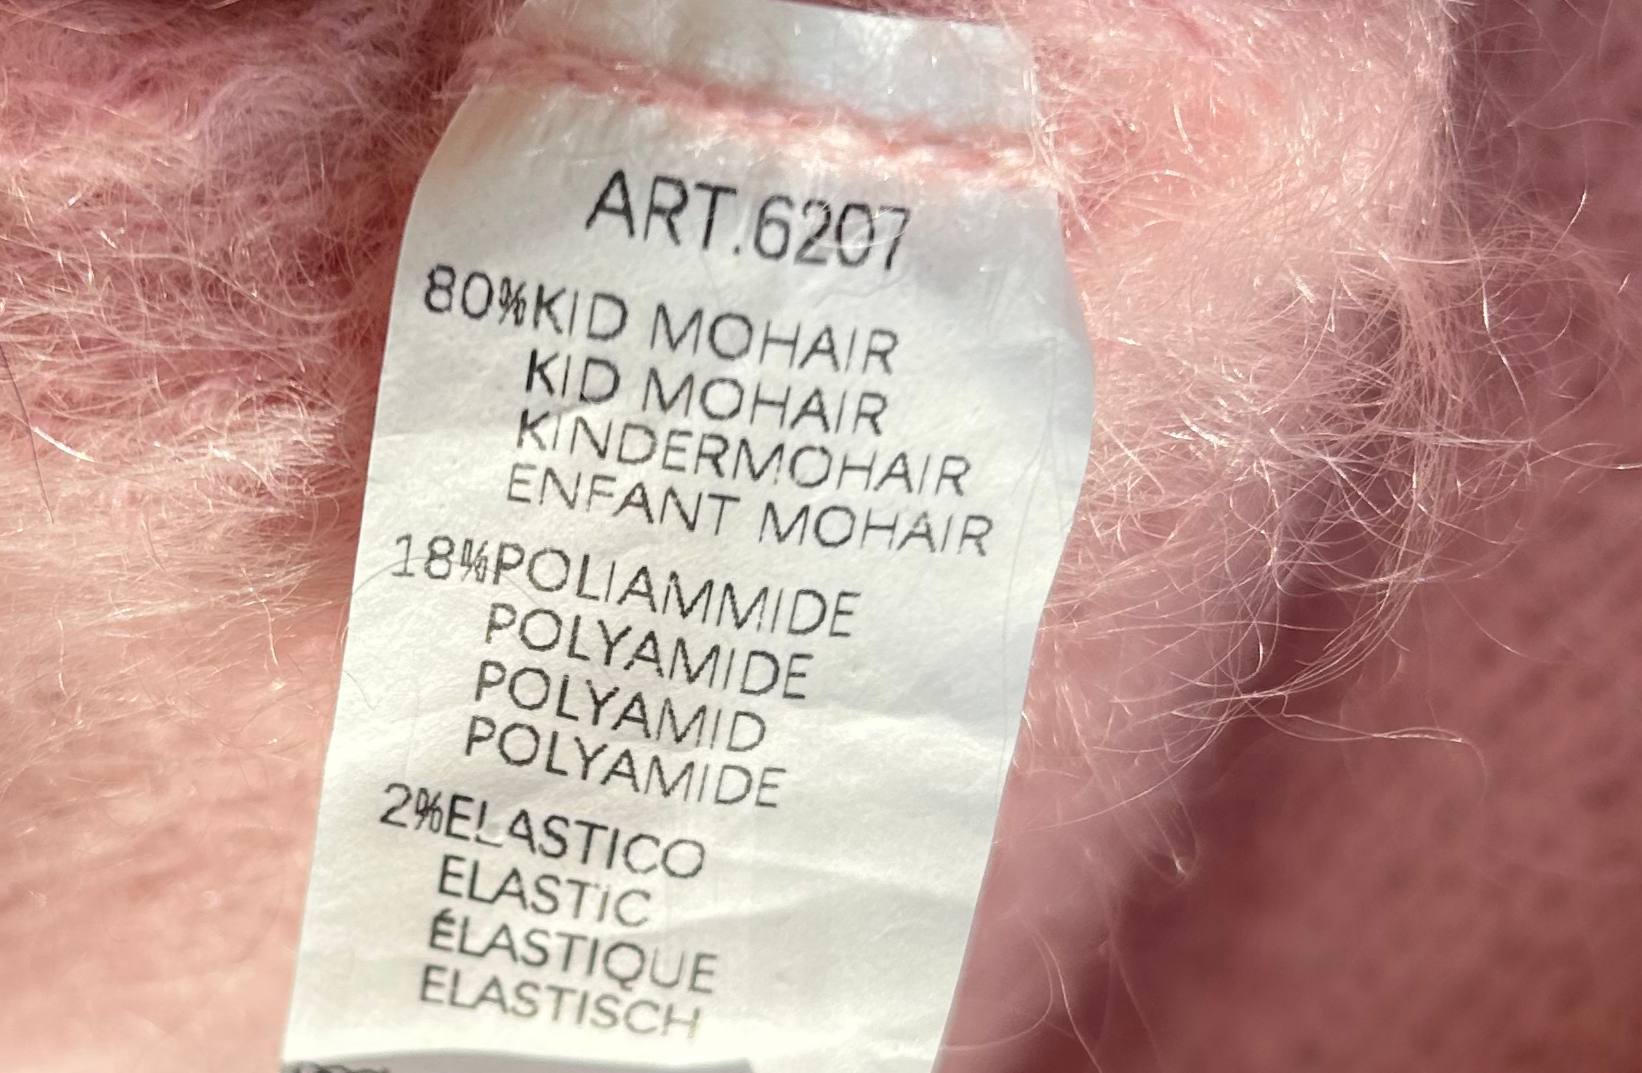 ART.6207
80%KID MOHAIR
KID MOHAIR
KINDERMOHAIR
ENFANT MOHAIR
18%POLIAMMIDE
POLYAMIDE
POLYAMID
POLYAMIDE
2%ELASTICO
ELASTIC
ÉLASTIQUE
ELASTISCH